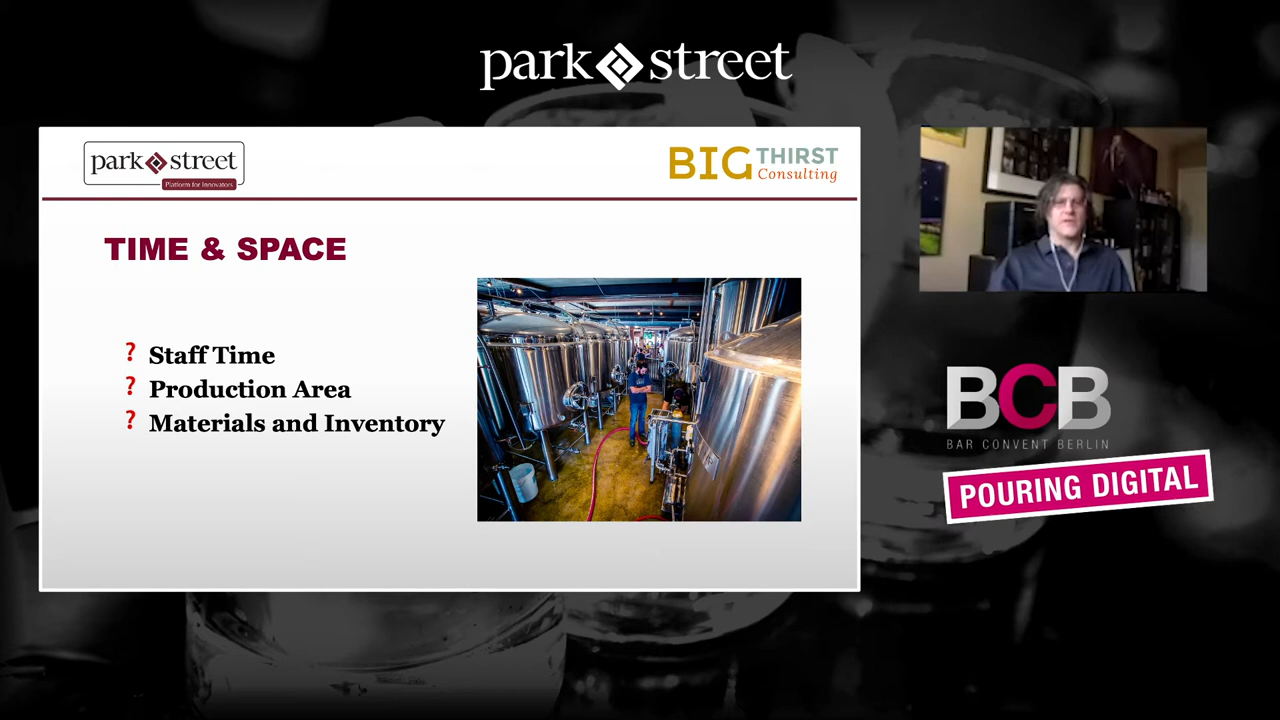 park street
park street
Platform for Innovators
BIG THIRST
Consulting
TIME & SPACE
? Staff Time
? Production Area
? Materials and Inventory
BCB
BAR CONVENT BERLIN
POURING DIGITAL